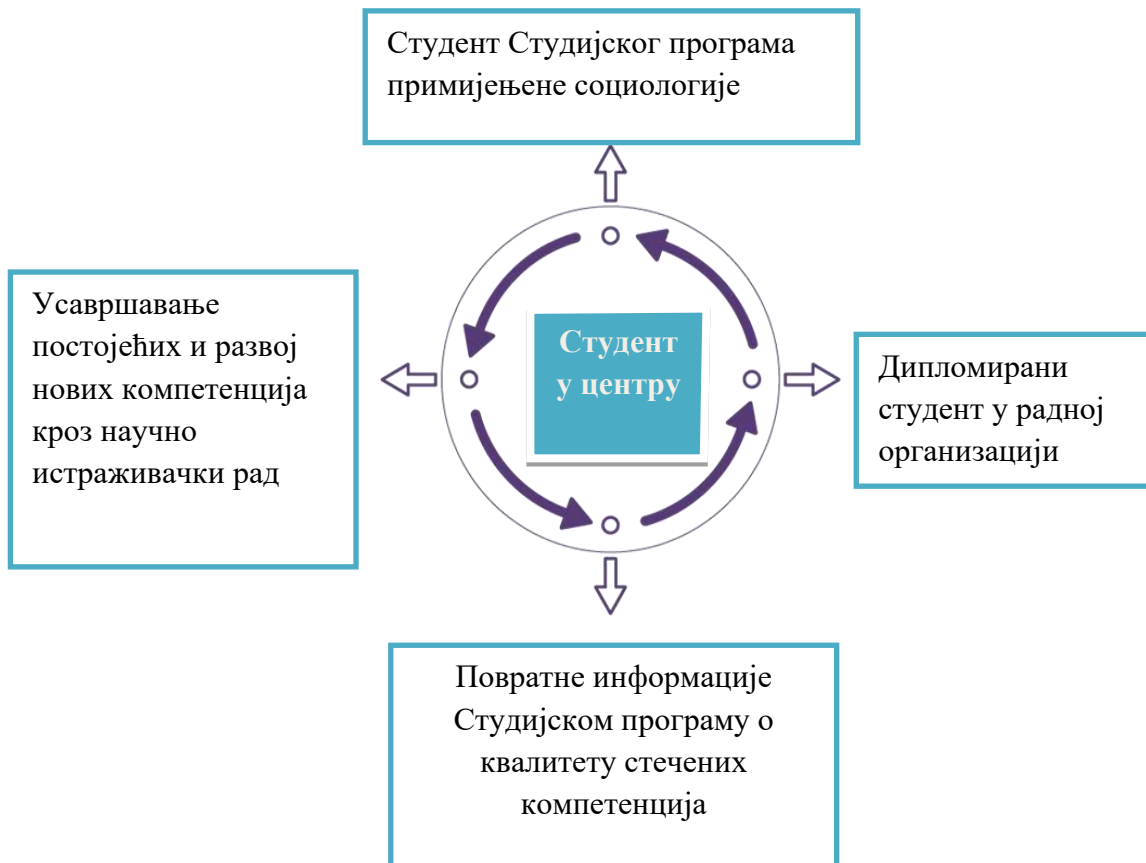 Студент Студијског програма
примијењене социологије
Усавршавање
постојећих и развој
нових компетенција
кроз научно
истраживачки рад
Студент
у центру
Дипломирани
студент у радној
организацији
Повратне информације
Студијском програму о
квалитету стечених
компетенција